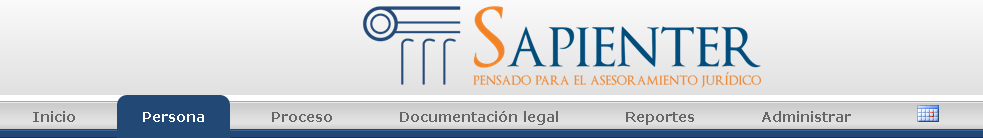 SAPIENTER
PENSADO PARA EL ASESORAMIENTO JURÍDICO
Inicio Persona Proceso Documentación legal Reportes Administrar